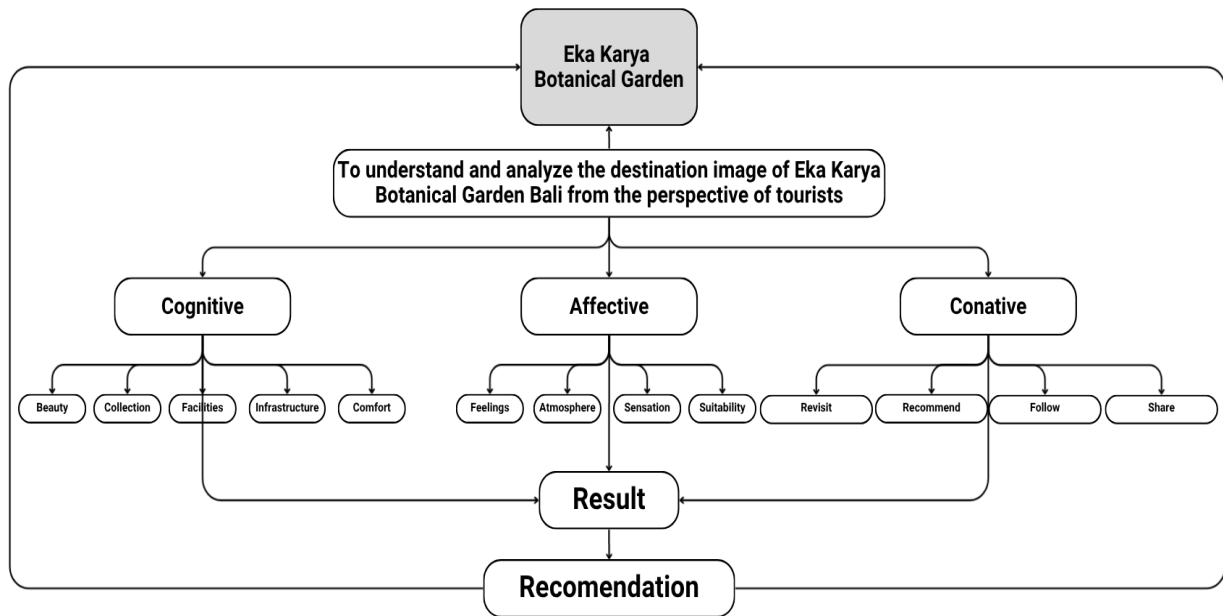 Eka Karya
Botanical Garden
To understand and analyze the destination image of Eka Karya
Botanical Garden Bali from the perspective of tourists
Cognitive
Affective
Conative
Beauty
Collection
Facilities
Infrastructure
Comfort
Feelings
Atmosphere
Sensation
Suitability
Revisit
Recommend
Follow
Share
Result
Recomendation